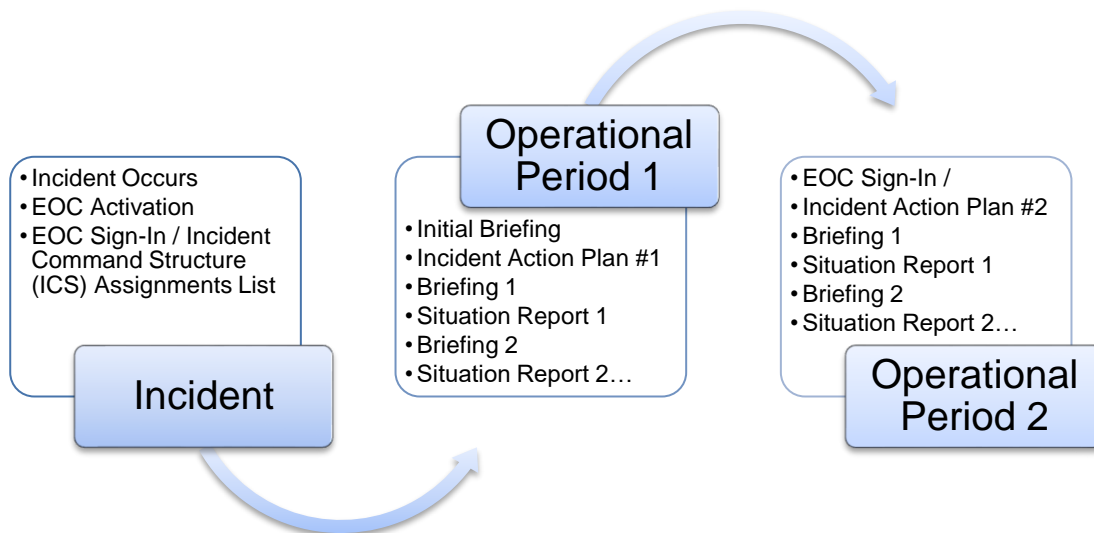 • Incident Occurs
• EOC Activation
• EOC Sign-In / Incident
Command Structure
(ICS) Assignments List
Incident
Operational
Period 1
• Initial Briefing
• Incident Action Plan #1
• Briefing 1
• Situation Report 1
• Briefing 2
• Situation Report 2…
• EOC Sign-In /
• Incident Action Plan #2
• Briefing 1
• Situation Report 1
• Briefing 2
• Situation Report 2…
Operational
Period 2